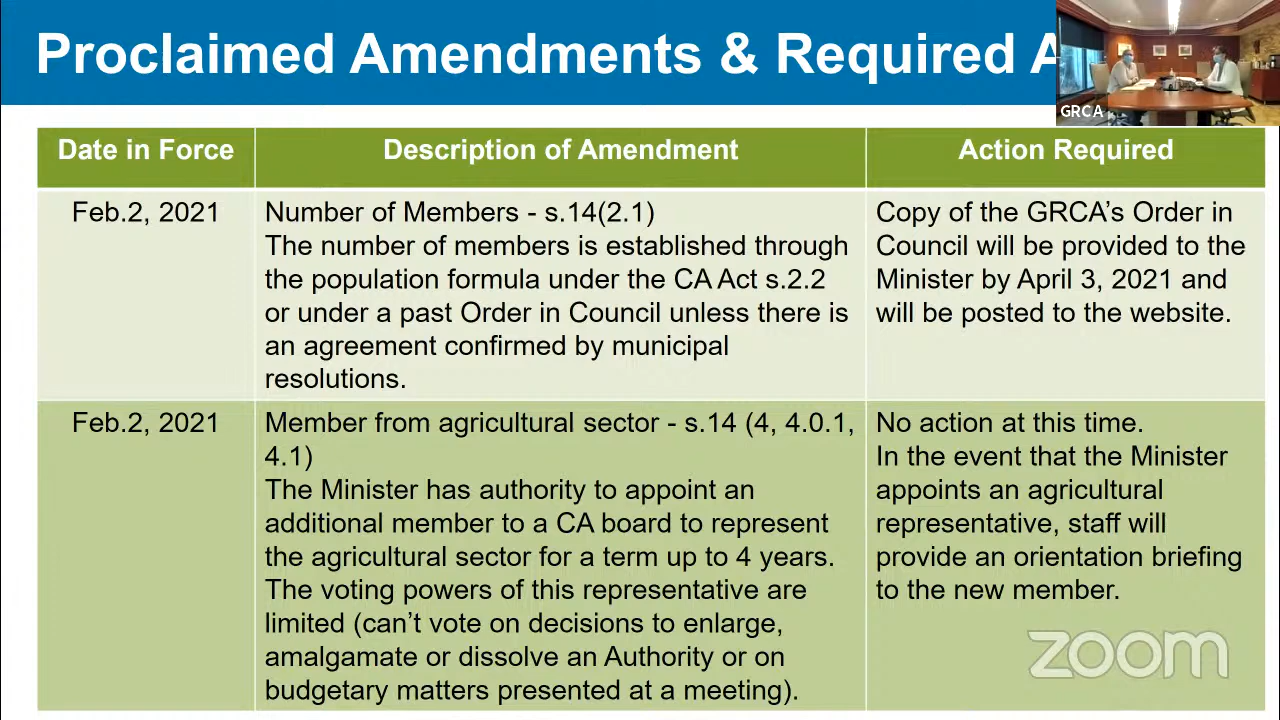 Proclaimed Amendments & Required A
GRCA
Date in Force
Description of Amendment
Action Required
Feb.2, 2021
Number of Members - s.14(2.1)
The number of members is established through
the population formula under the CA Act s.2.2
or under a past Order in Council unless there is
an agreement confirmed by municipal
resolutions.
Copy of the GRCA’s Order in
Council will be provided to the
Minister by April 3, 2021 and
will be posted to the website.
Feb.2, 2021
Member from agricultural sector - s.14 (4, 4.0.1,
4.1)
The Minister has authority to appoint an
additional member to a CA board to represent
the agricultural sector for a term up to 4 years.
The voting powers of this representative are
limited (can’t vote on decisions to enlarge,
amalgamate or dissolve an Authority or on
budgetary matters presented at a meeting).
No action at this time.
In the event that the Minister
appoints an agricultural
representative, staff will
provide an orientation briefing
to the new member.
zoom